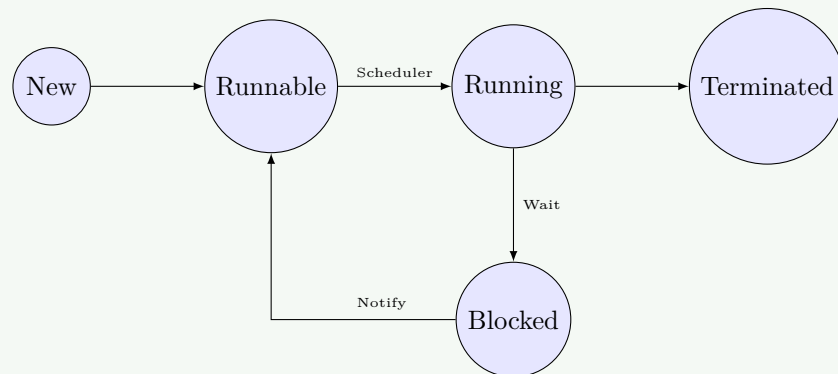 New
Runnable
Scheduler
Running
Terminated
Wait
Notify
Blocked